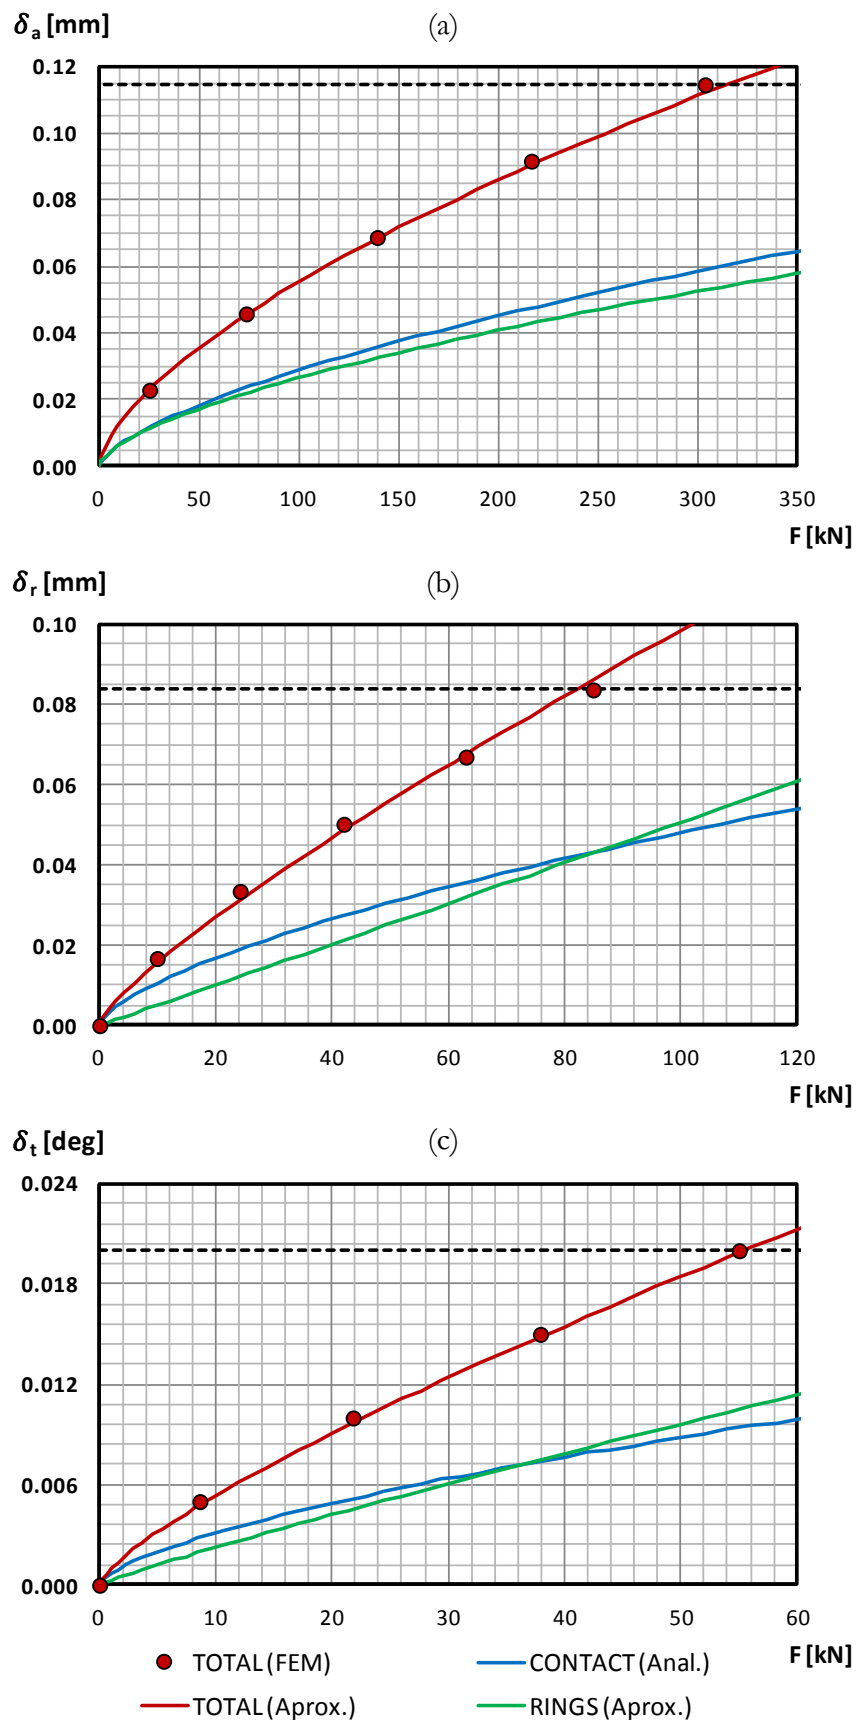 δa [mm] (a)
0.12
0.10
0.08
0.06
0.04
0.02
0.00
0 50 100 150 200 250 300 350
F [kN]
δr [mm] (b)
0.10
0.08
0.06
0.04
0.02
0.00
0 20 40 60 80 100 120
F [kN]
δt [deg] (c)
0.024
0.018
0.012
0.006
0.000
0 10 20 30 40 50 60
F [kN]
TOTAL (FEM) CONTACT (Anal.)
TOTAL (Aprox.) RINGS (Aprox.)